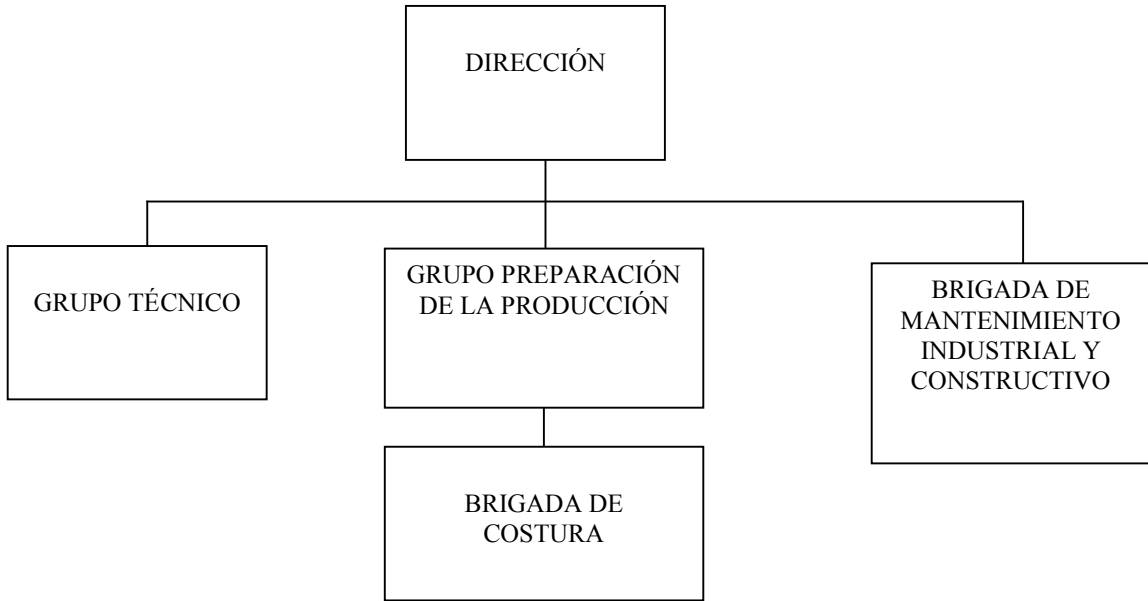 DIRECCIÓN
GRUPO TÉCNICO
GRUPO PREPARACIÓN
DE LA PRODUCCIÓN
BRIGADA DE
MANTENIMIENTO
INDUSTRIAL Y
CONSTRUCTIVO
BRIGADA DE
COSTURA